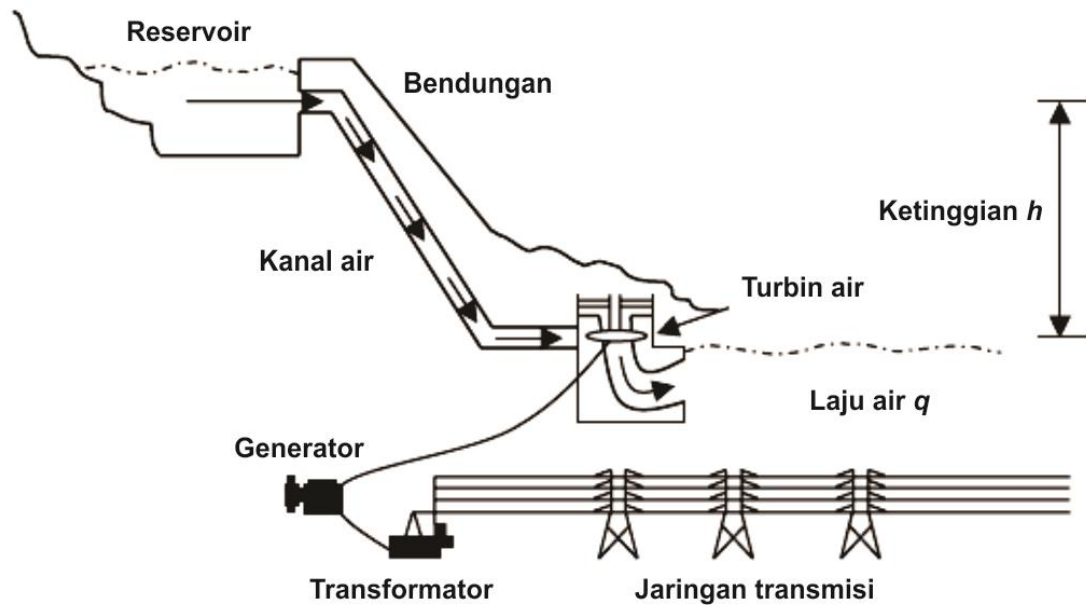 Reservoir
Bendungan
Ketinggian h
Kanal air
Turbin air
Laju air q
Generator
Transformator
Jaringan transmisi